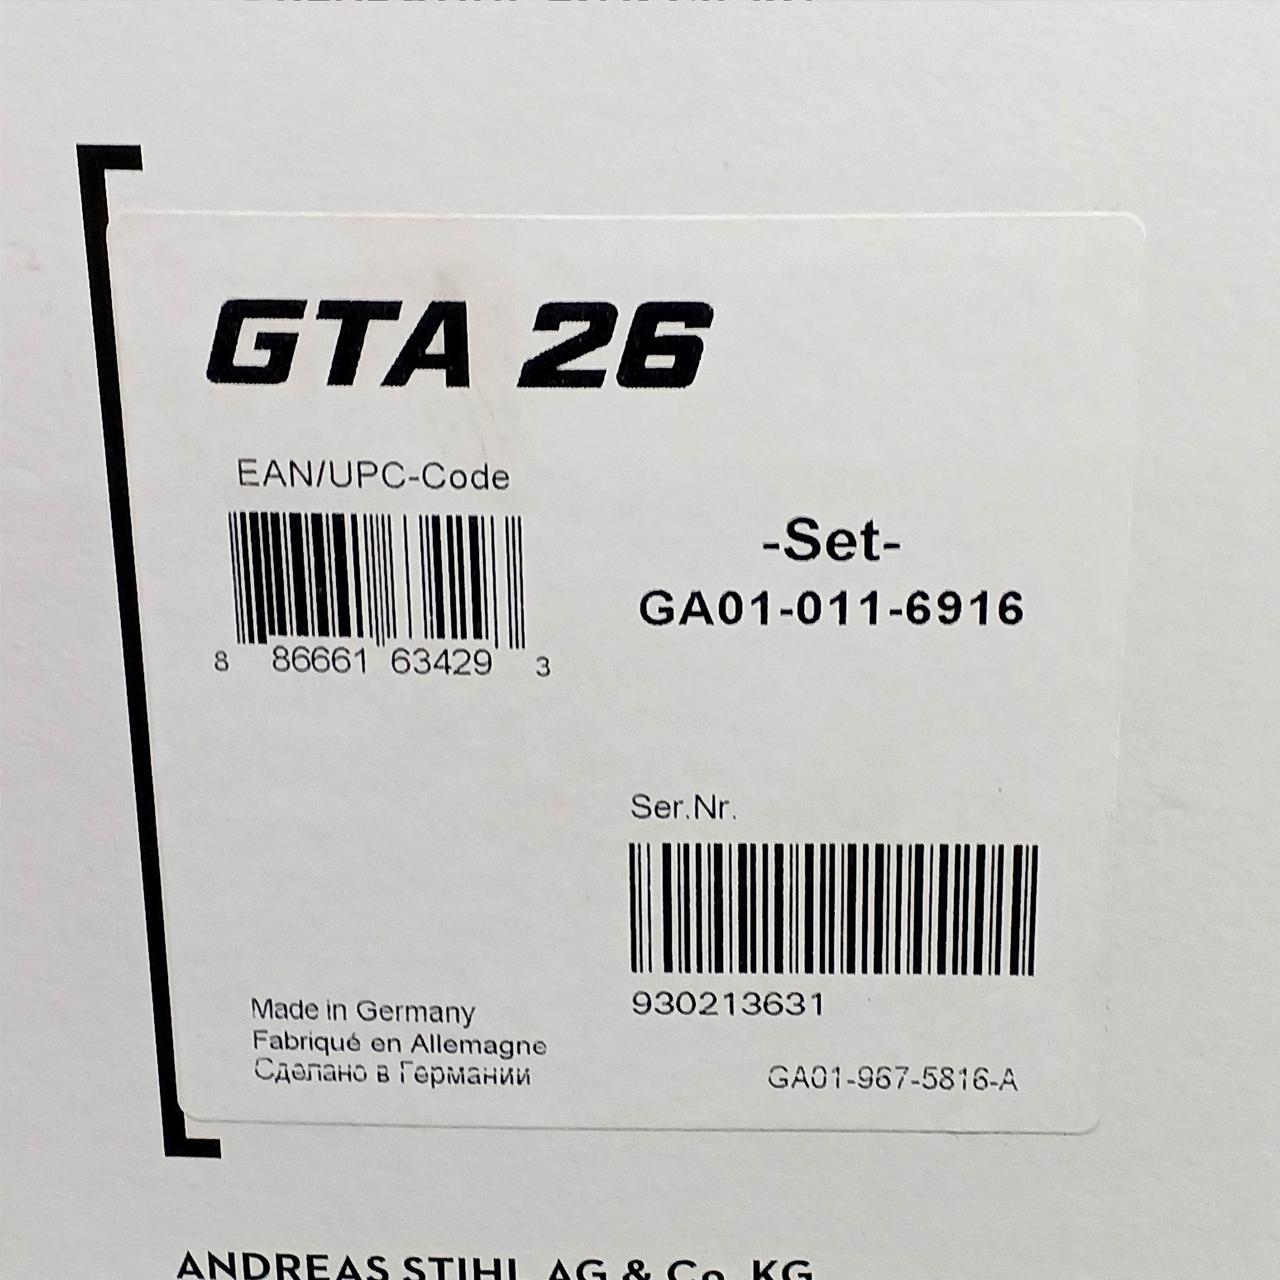 GTA 26
EAN/UPC-Code
8 86661 63429 3
-Set-
GA01-011-6916
Ser.Nr.
930213631
Made in Germany
Fabriqué en Allemagne
Сделано в Германии
GA01-967-5816-A
ANDREAS STIHL AG & Co. KG